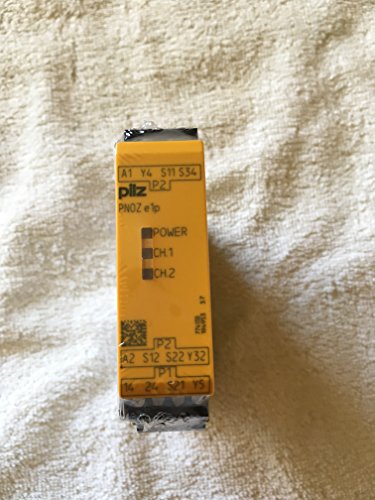 A1 Y4 S11 S34
P2
pilz
PNOZ e1p
POWER
CH.1
CH.2
P2
A2 S12 S22 Y32
P1
14 24 S21 Y5